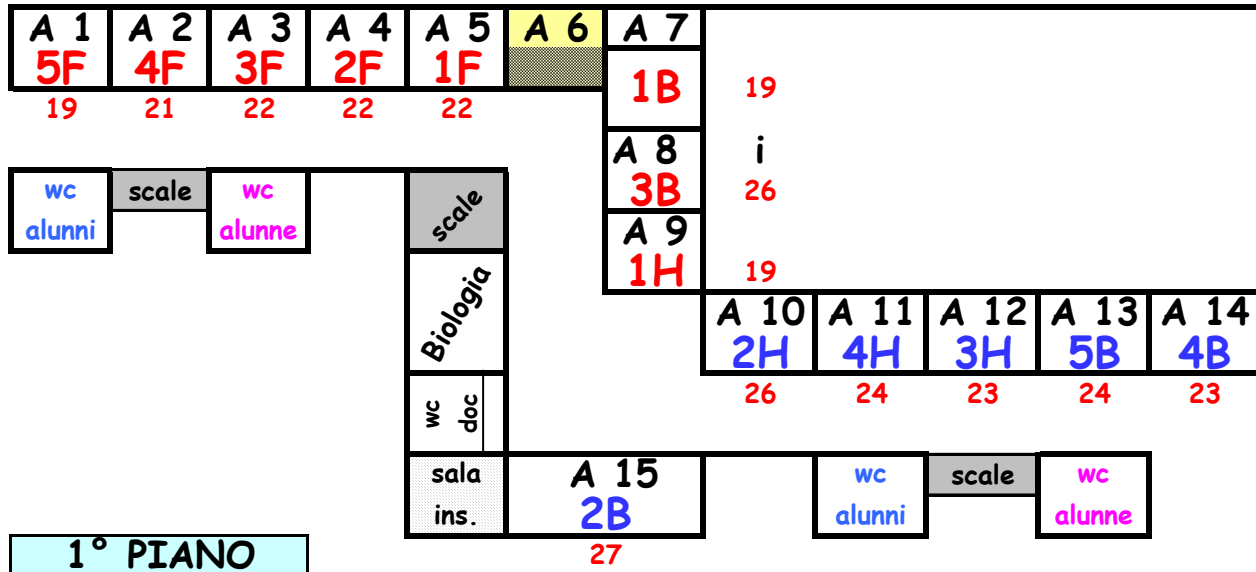 A 1 A 2 A 3 A 4 A 5 A 6 A 7
5F 4F 3F 2F 1F
1B 19
19 21 22 22 22
A 8 i
3B 26
wc scale wc scale
alunni alunne
A 9
1H 19
Biologia
A 10 A 11 A 12 A 13 A 14
2H 4H 3H 5B 4B
26 24 23 24 23
wc doc
sala A 15 wc scale wc
ins. 2B alunni alunne
27
1° PIANO